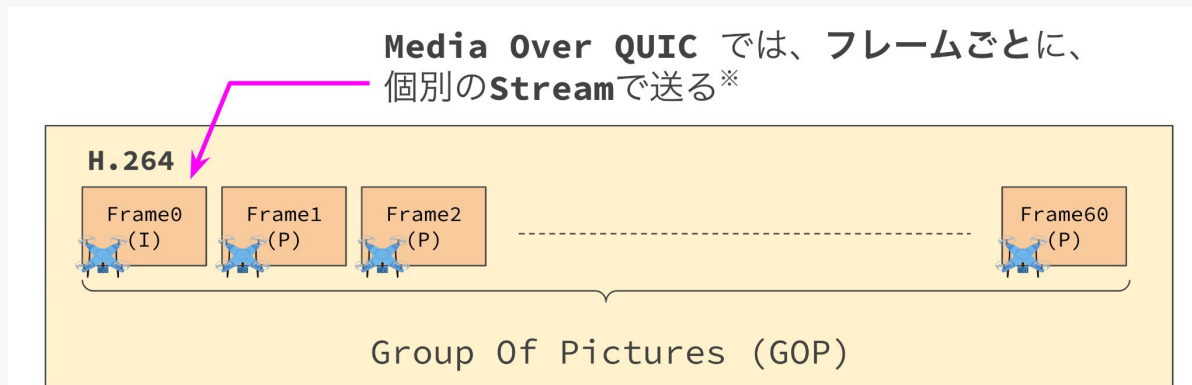 Media Over QUIC では、フレームごとに、
個別のStreamで送る※
H.264
Frame0
(I)
Frame1
(P)
Frame2
(P)
Frame60
(P)
Group Of Pictures (GOP)